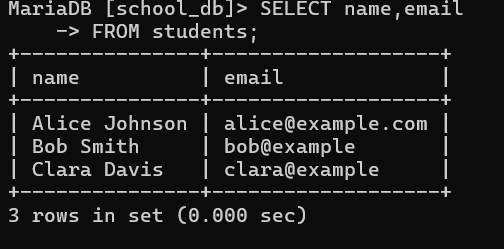 MariaDB [school_db]> SELECT name,email
    -> FROM students;
+---------------+-------------------+
| name          | email             |
+---------------+-------------------+
| Alice Johnson | alice@example.com |
| Bob Smith     | bob@example       |
| Clara Davis   | clara@example     |
+---------------+-------------------+
3 rows in set (0.000 sec)